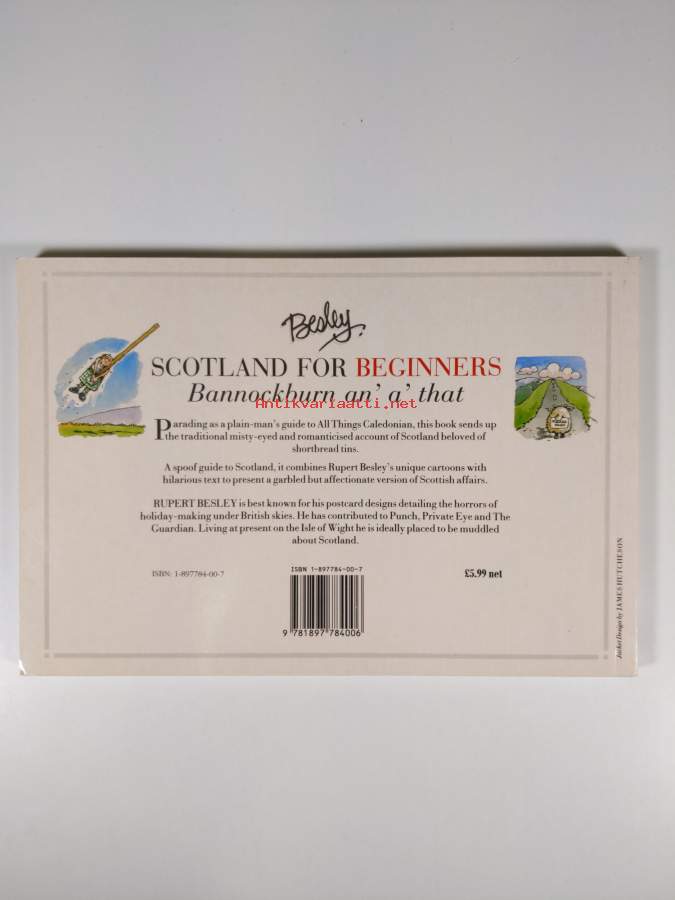 Besley.
SCOTLAND FOR BEGINNERS
Bannockburn an' a' that
Antikvariaatti.net
Parading as a plain-man's guide to All Things Caledonian, this book sends up
the traditional misty-eyed and romanticised account of Scotland beloved of
shortbread tins.
A spoof guide to Scotland, it combines Rupert Besley's unique cartoons with
hilarious text to present a garbled but affectionate version of Scottish affairs.
RUPERT BESLEY is best known for his postcard designs detailing the horrors of
holiday-making under British skies. He has contributed to Punch, Private Eye and The
Guardian. Living at present on the Isle of Wight he is ideally placed to be muddled
about Scotland.
ISBN: 1-897784-00-7
ISBN 1-897784-00-7
£5.99 net
9 781897 784006
Jacket Design by JAMES HUTCHESON